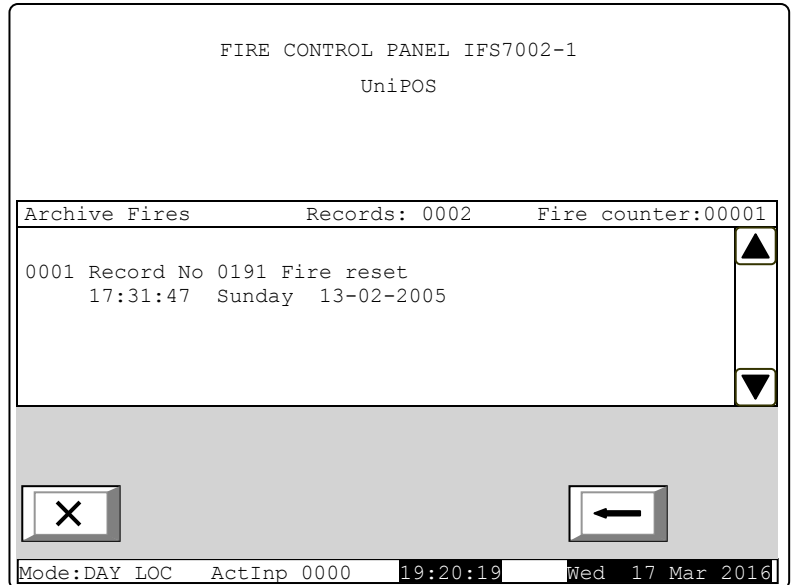 FIRE CONTROL PANEL IFS7002-1
UniPOS
Archive Fires Records: 0002 Fire counter:00001
0001 Record No 0191 Fire reset
17:31:47 Sunday 13-02-2005
Mode:DAY LOC ActInp 0000 19:20:19 Wed 17 Mar 2016